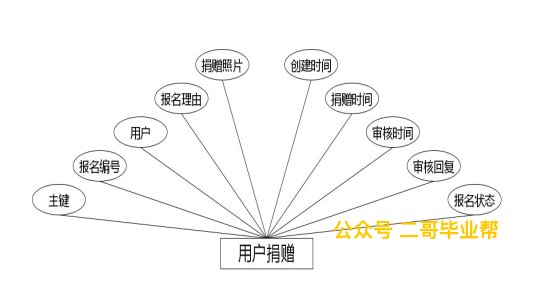 捐赠照片
创建时间
报名理由
捐赠时间
用户
审核时间
报名编号
审核回复
主键
报名状态
公众号 二哥毕业帮
用户捐赠